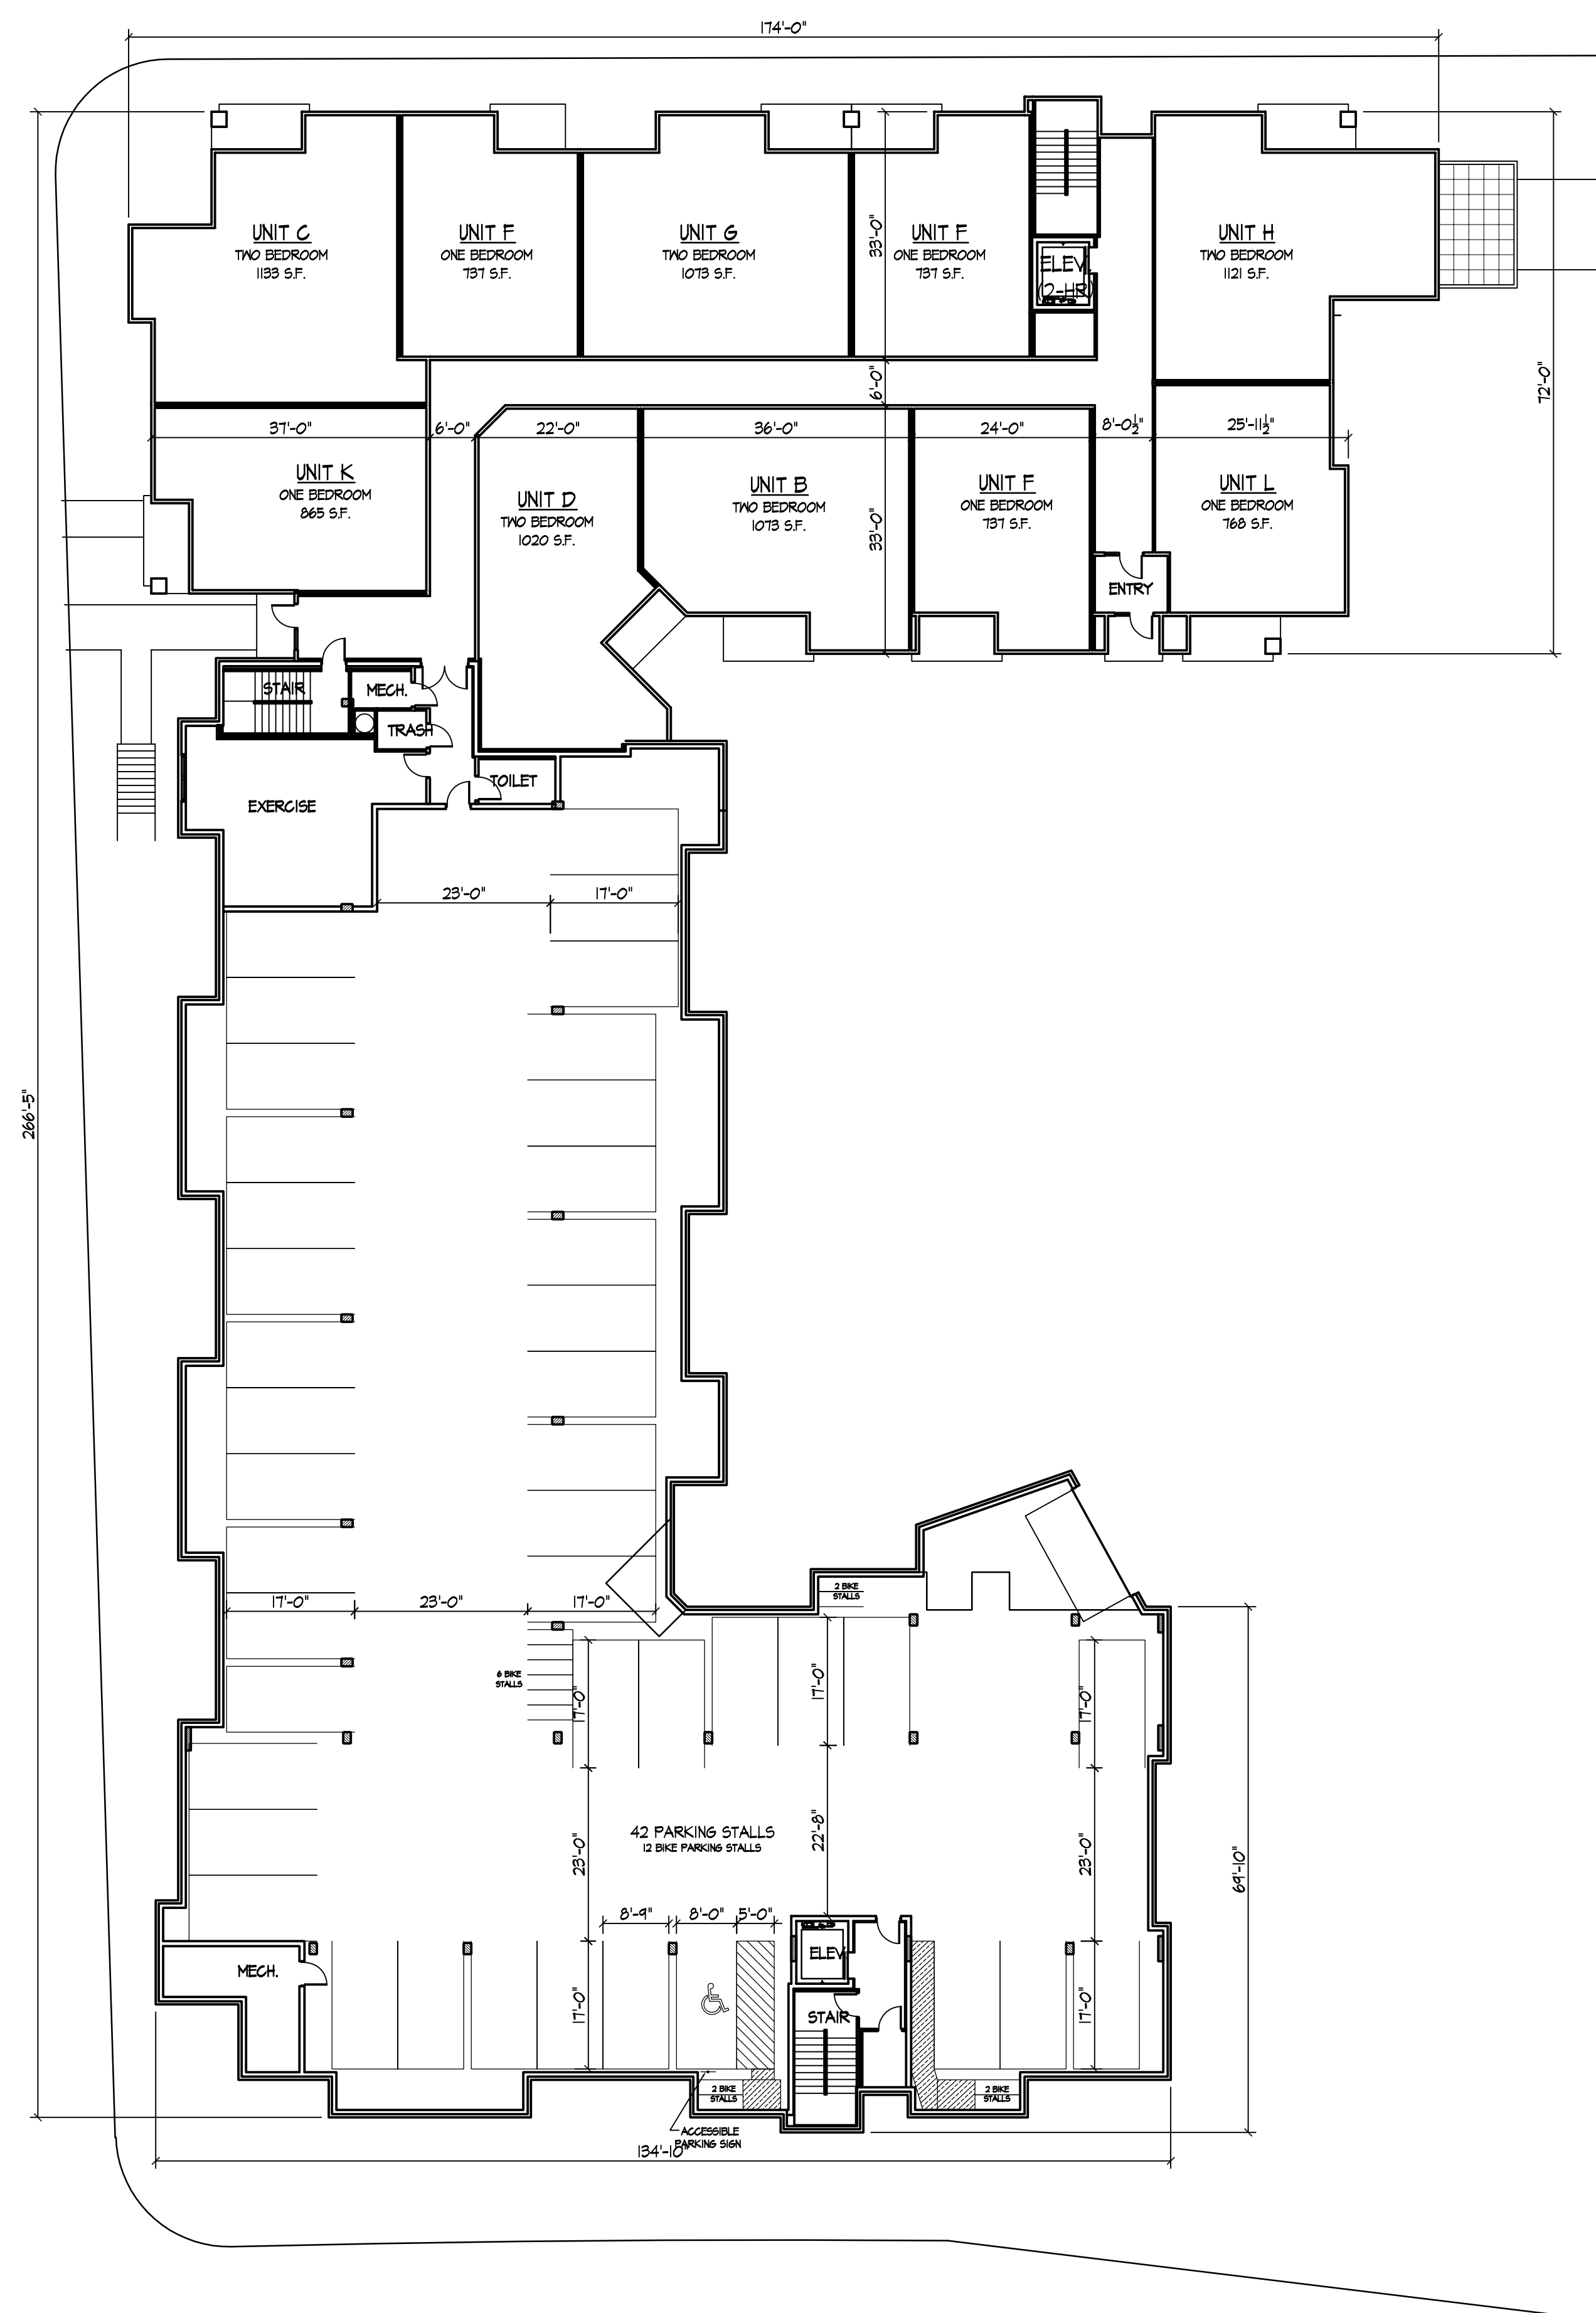 174'-0"
UNIT C
TWO BEDROOM
1133 S.F.
UNIT F
ONE BEDROOM
737 S.F.
UNIT G
TWO BEDROOM
1073 S.F.
33'-0"
UNIT F
ONE BEDROOM
737 S.F.
ELEV.
(2-HR)
UNIT H
TWO BEDROOM
1121 S.F.
6'-0"
72'-0"
37'-0"
6'-0"
22'-0"
36'-0"
24'-0"
8'-0½"
25'-11½"
UNIT K
ONE BEDROOM
865 S.F.
UNIT D
TWO BEDROOM
1020 S.F.
UNIT B
TWO BEDROOM
1073 S.F.
33'-0"
UNIT F
ONE BEDROOM
737 S.F.
UNIT L
ONE BEDROOM
768 S.F.
ENTRY
STAIR
MECH.
TRASH
TOILET
EXERCISE
23'-0"
17'-0"
266'-5"
2 BIKE
STALLS
17'-0"
23'-0"
17'-0"
6 BIKE
STALLS
17'-0"
17'-0"
17'-0"
42 PARKING STALLS
12 BIKE PARKING STALLS
23'-0"
22'-8"
23'-0"
69'-10"
8'-9"
8'-0"
5'-0"
MECH.
ELEV.
STAIR
17'-0"
17'-0"
2 BIKE
STALLS
2 BIKE
STALLS
ACCESSIBLE
PARKING SIGN
134'-10"